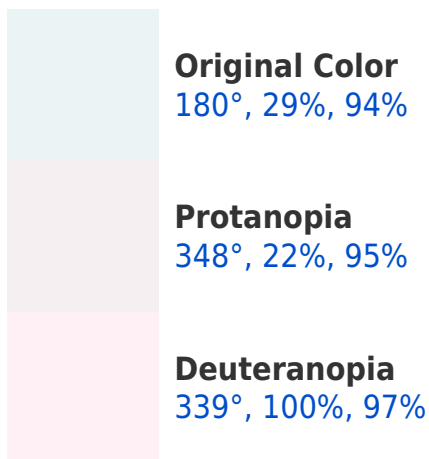 Original Color
180°, 29%, 94%
Protanopia
348°, 22%, 95%
Deuteranopia
339°, 100%, 97%